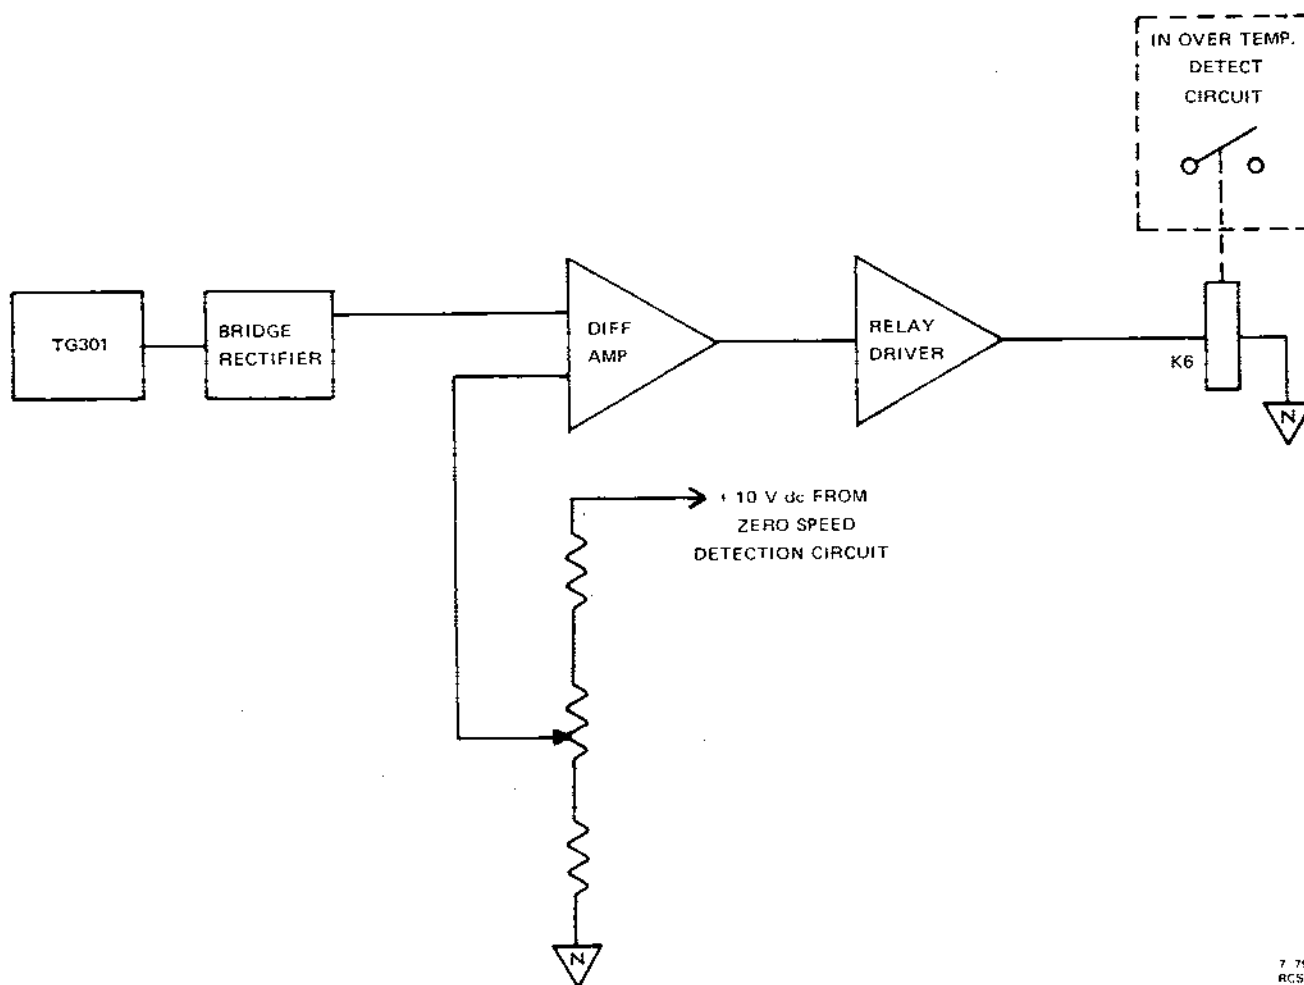 IN OVER TEMP.
DETECT
CIRCUIT
TG301
BRIDGE
RECTIFIER
DIFF
AMP
RELAY
DRIVER
K6
N
+ 10 V dc FROM
ZERO SPEED
DETECTION CIRCUIT
N